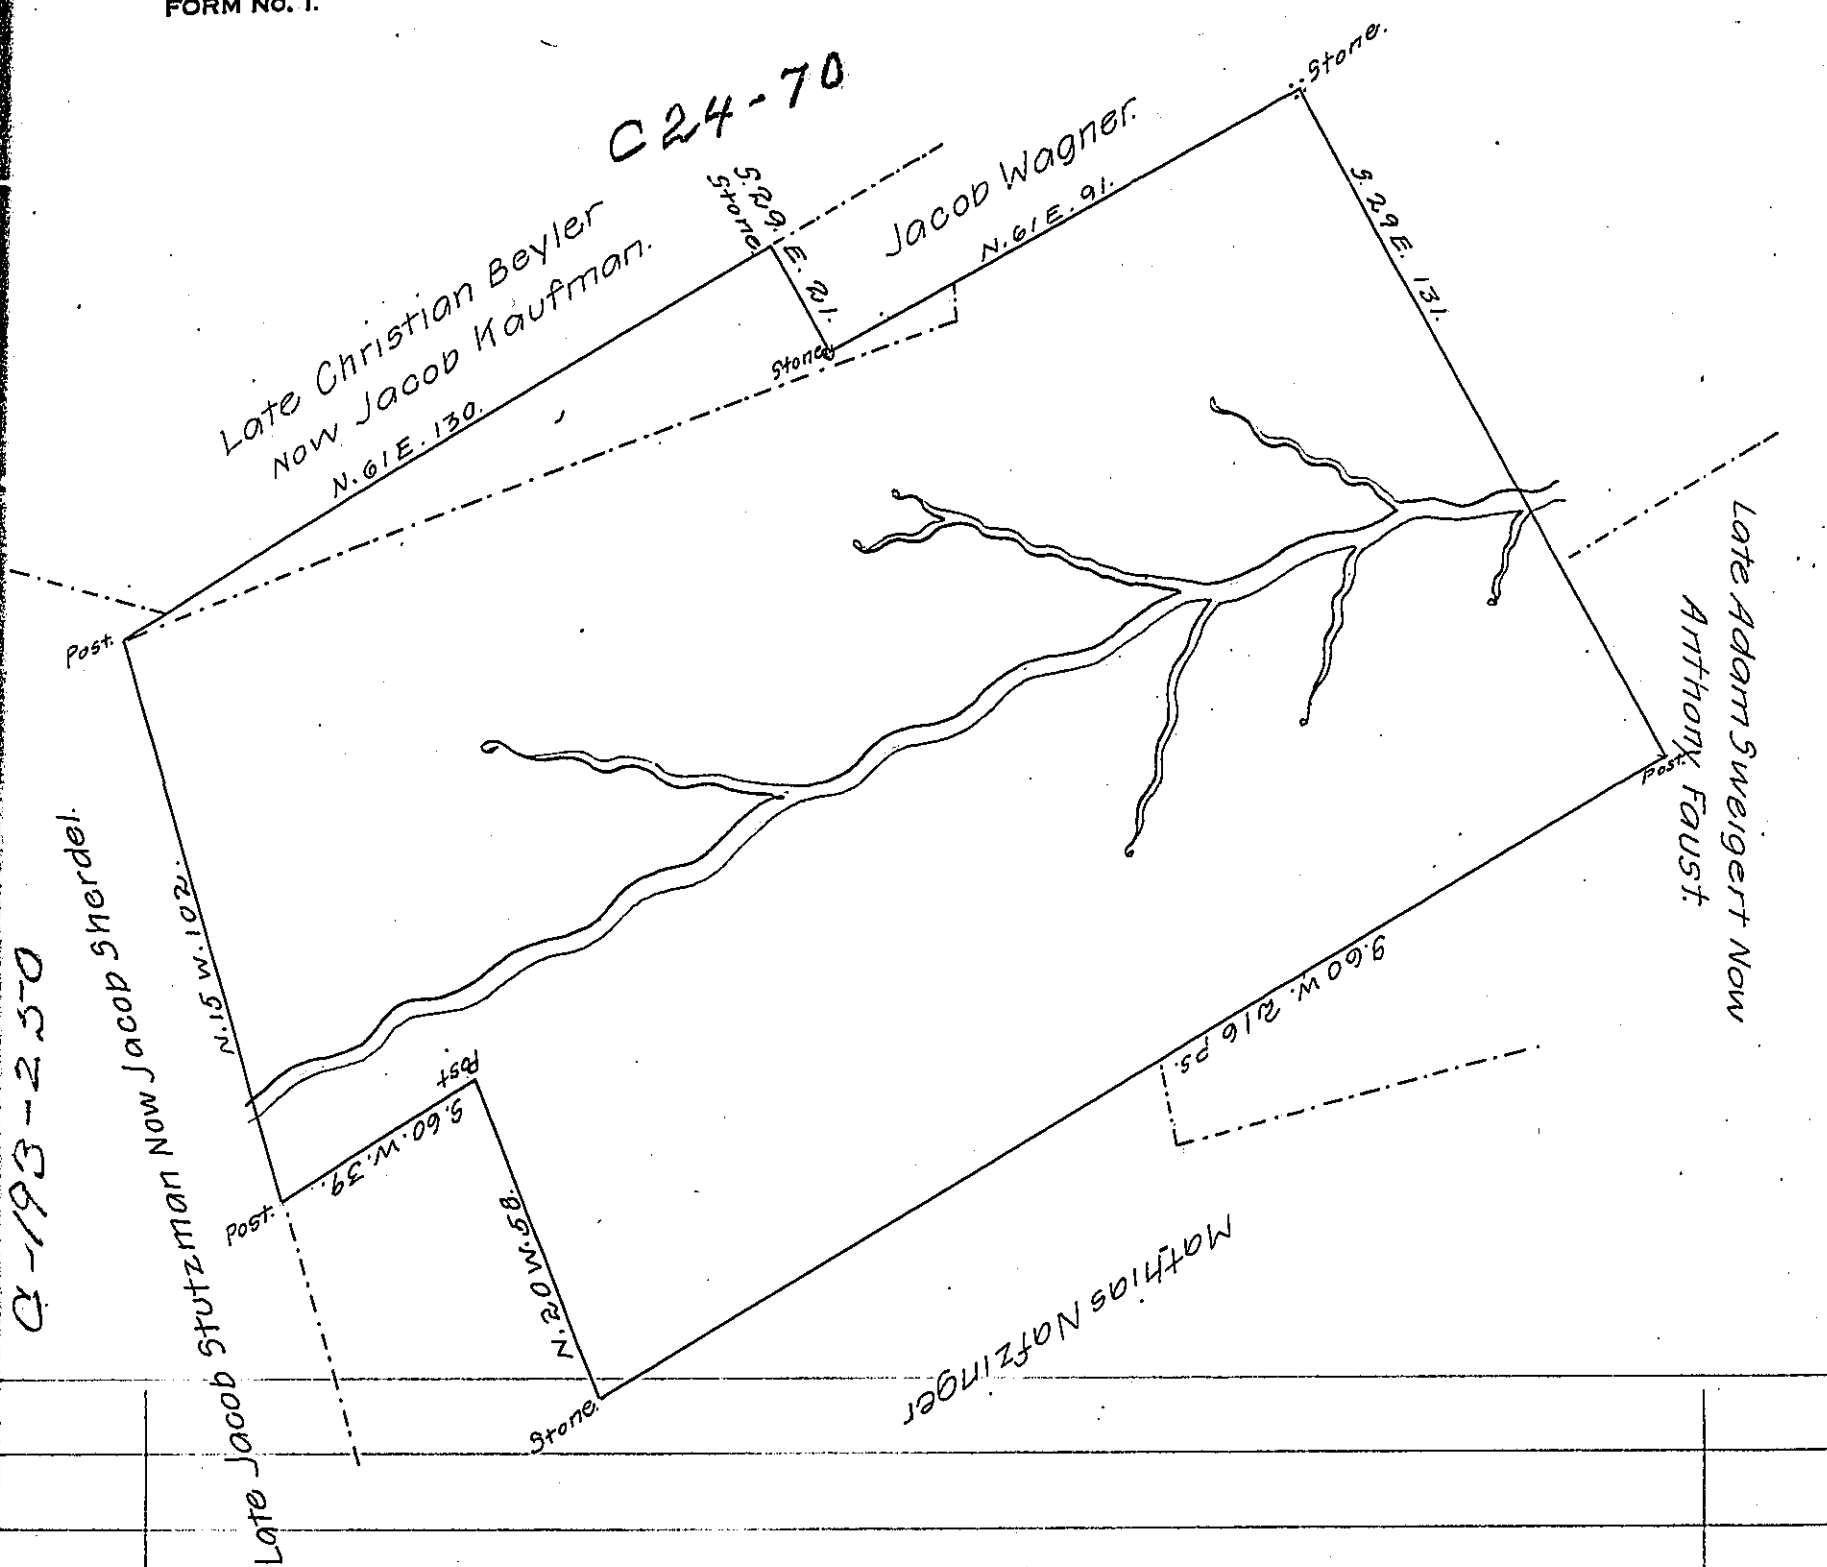 FORM No. 1.
C24-70
Stone.
Jacob Wagner.
N. 61 E. 91.
S. 29. E. 21.
Stone.
Stone
S. 29 E. 131.
Late Christian Beyler
Now Jacob Kaufman.
N. 61 E. 130.
Post.
Late Adam Sweigert Now
Anthony Faust.
Post.
S. 60 W. 216 Ps.
Mathias Nafzinger
N. 15 W. 102.
Late Jacob Stutzman Now Jacob Sherdel.
Post
S. 60. W. 39.
Post.
N. 20 W. 58.
Stone.
C-193-250